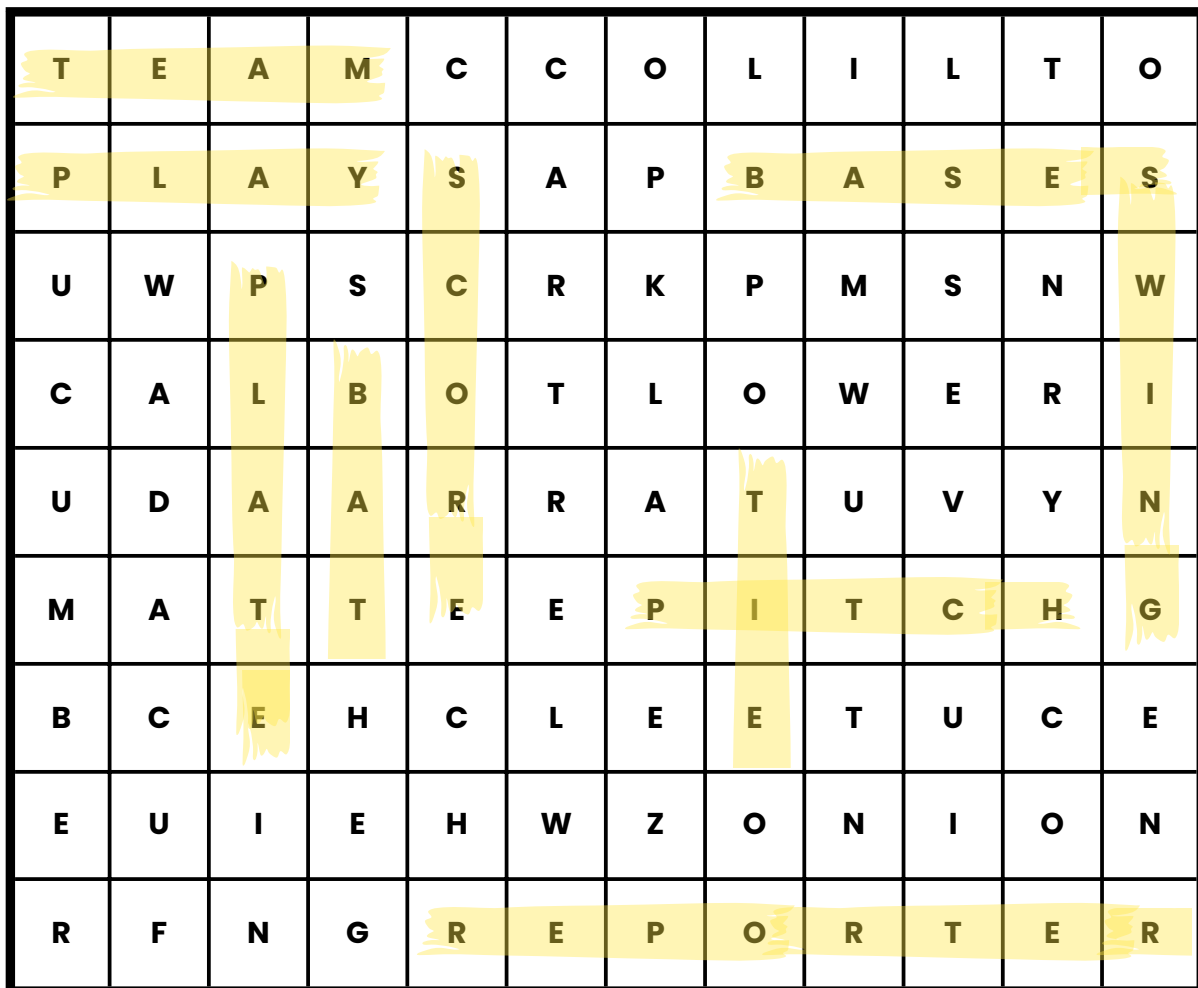 T E A M C C O L I L T O
P L A Y S A P B A S E S
U W P S C R K P M S N W
C A L B O T L O W E R I
U D A A R R A T U V Y N
M A T T E E P I T C H G
B C E H C L E E T U C E
E U I E H W Z O N I O N
R F N G R E P O R T E R